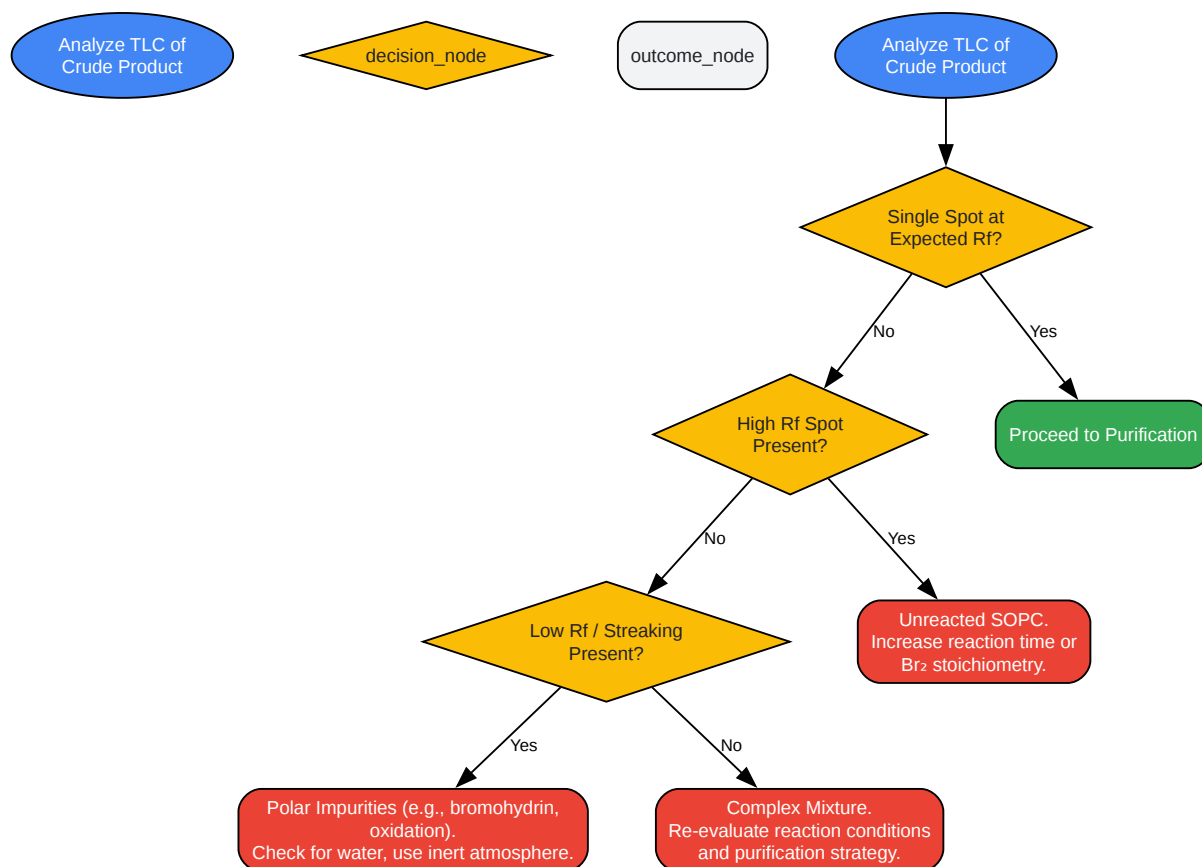 Analyze TLC of
Crude Product
decision_node
outcome_node
Analyze TLC of
Crude Product
Single Spot at
Expected Rf?
No
Yes
High Rf Spot
Present?
Proceed to Purification
No
Yes
Low Rf / Streaking
Present?
Unreacted SOPC.
Increase reaction time or
Br₂ stoichiometry.
Yes
No
Polar Impurities (e.g., bromohydrin,
oxidation).
Check for water, use inert atmosphere.
Complex Mixture.
Re-evaluate reaction conditions
and purification strategy.